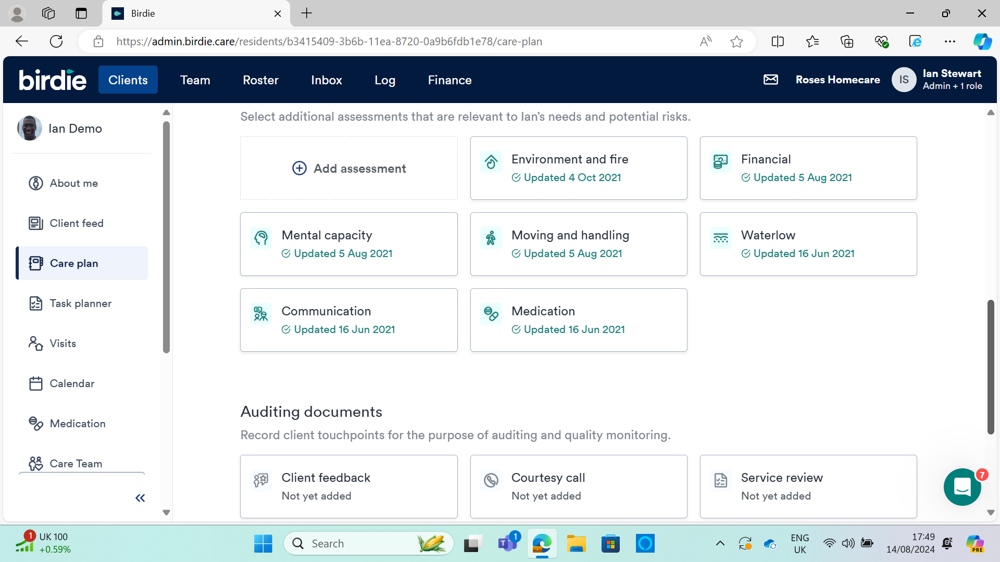 Birdie
https://admin.birdie.care/residents/b3415409-3b6b-11ea-8720-0a9b6fdb1e78/care-plan
birdie
Clients
Team
Roster
Inbox
Log
Finance
Roses Homecare
IS
Ian Stewart
Admin + 1 role
Ian Demo
About me
Client feed
Care plan
Task planner
Visits
Calendar
Medication
Care Team
Select additional assessments that are relevant to Ian’s needs and potential risks.
Add assessment
Environment and fire
Updated 4 Oct 2021
Financial
Updated 5 Aug 2021
Mental capacity
Updated 5 Aug 2021
Moving and handling
Updated 5 Aug 2021
Waterlow
Updated 16 Jun 2021
Communication
Updated 16 Jun 2021
Medication
Updated 16 Jun 2021
Auditing documents
Record client touchpoints for the purpose of auditing and quality monitoring.
Client feedback
Not yet added
Courtesy call
Not yet added
Service review
Not yet added
7
1
UK 100
+0.59%
Search
1
ENG
UK
17:49
14/08/2024
PRE